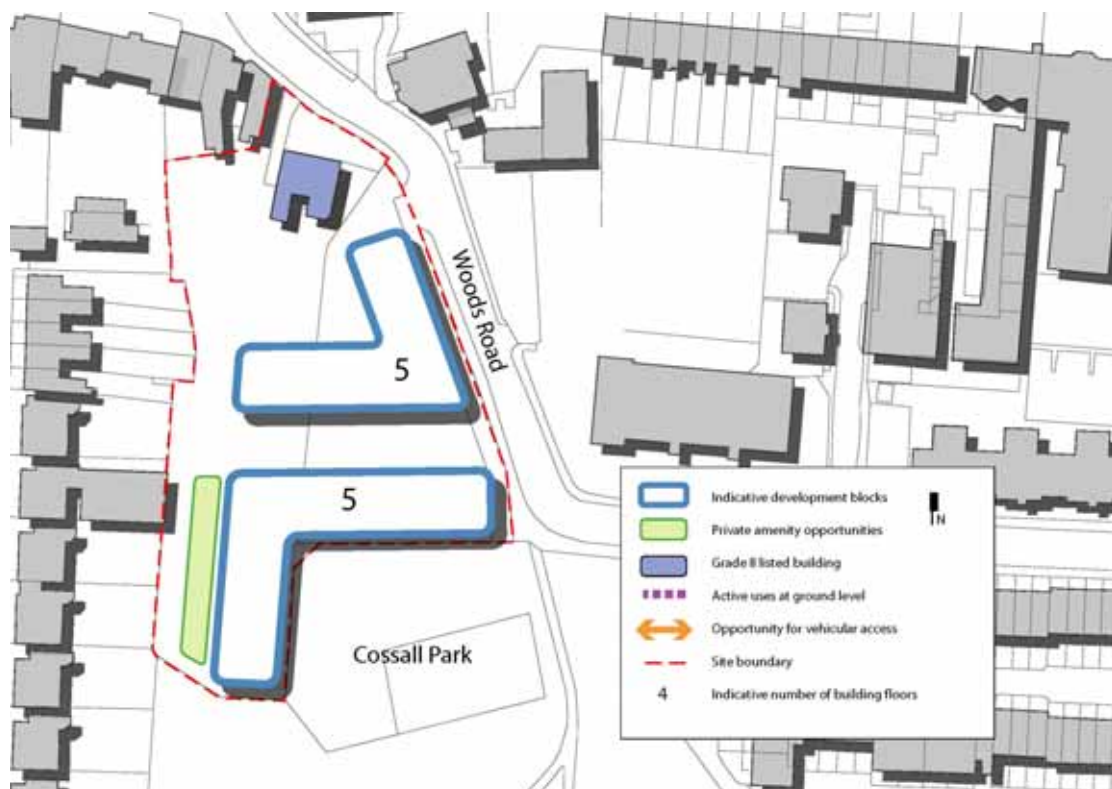 Woods Road
5
5
Cossall Park
Indicative development blocks
N
Private amenity opportunities
Grade II listed building
Active uses at ground level
Opportunity for vehicular access
Site boundary
4 Indicative number of building floors